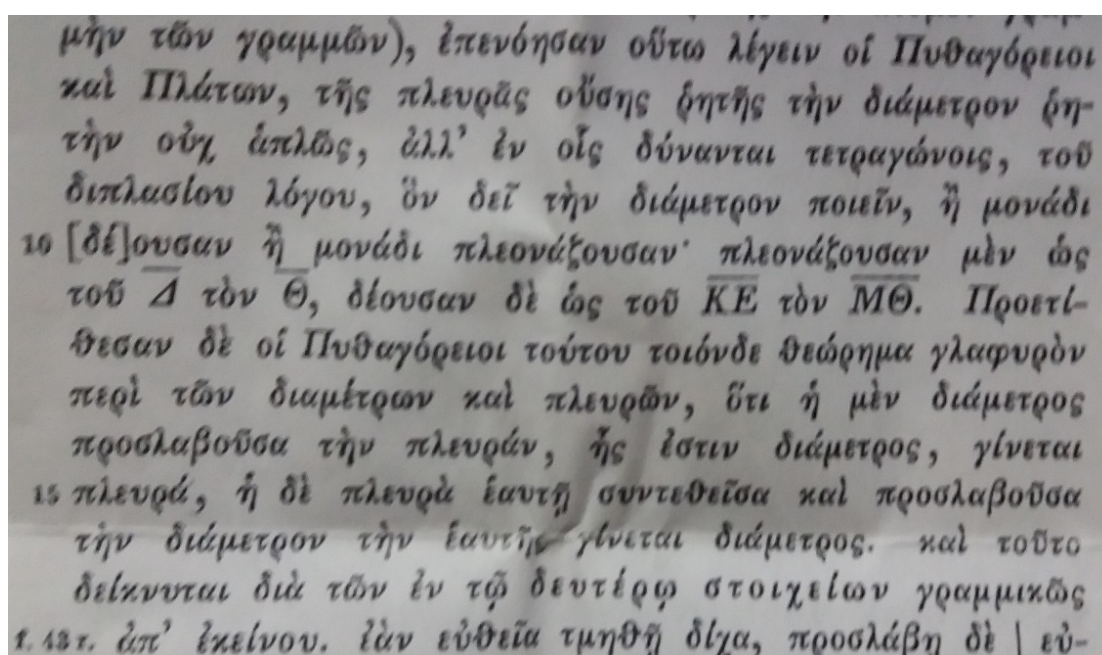 μὴν τῶν γραμμῶν), ἐπενόησαν οὕτω λέγειν οἱ Πυθαγόρειοι
καὶ Πλάτων, τῆς πλευρᾶς οὔσης ῥητῆς τὴν διάμετρον ῥη-
τὴν οὐχ ἁπλῶς, ἀλλ' ἐν οἷς δύνανται τετραγώνοις, τοῦ
διπλασίου λόγου, ὃν δεῖ τὴν διάμετρον ποιεῖν, ἢ μονάδι
10 [δέ]ουσαν ἢ μονάδι πλεονάζουσαν· πλεονάζουσαν μὲν ὡς
τοῦ Δ̅ τὸν Θ̅, δέουσαν δὲ ὡς τοῦ Κ̅Ε̅ τὸν Μ̅Θ̅. Προετί-
θεσαν δὲ οἱ Πυθαγόρειοι τούτου τοιόνδε θεώρημα γλαφυρὸν
περὶ τῶν διαμέτρων καὶ πλευρῶν, ὅτι ἡ μὲν διάμετρος
προσλαβοῦσα τὴν πλευράν, ἧς ἐστιν διάμετρος, γίνεται
15 πλευρά, ἡ δὲ πλευρὰ ἑαυτῇ συντεθεῖσα καὶ προσλαβοῦσα
τὴν διάμετρον τὴν ἑαυτῆς γίνεται διάμετρος. καὶ τοῦτο
δείκνυται διὰ τῶν ἐν τῷ δευτέρῳ στοιχείων γραμμικῶς
f. 43 r. ἀπ' ἐκείνου. ἐὰν εὐθεῖα τμηθῇ δίχα, προσλάβῃ δὲ | εὐ-